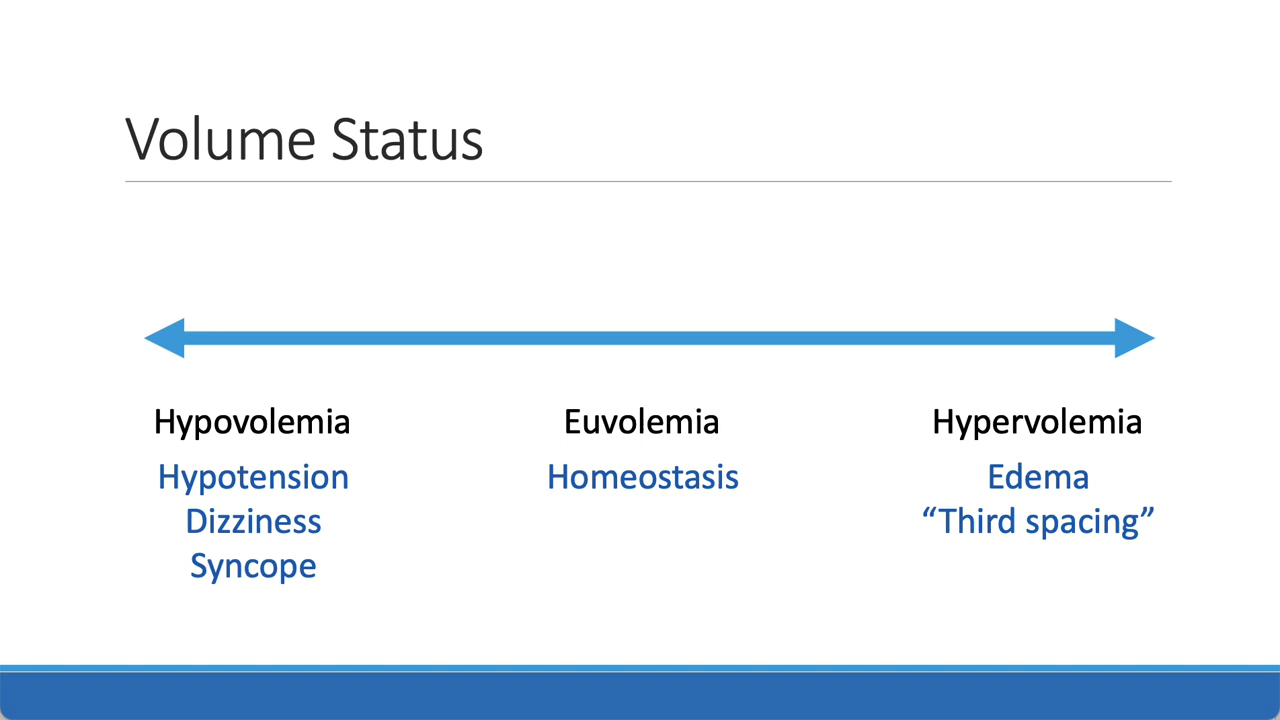 Volume Status
Hypovolemia
Hypotension
Dizziness
Syncope
Euvolemia
Homeostasis
Hypervolemia
Edema
“Third spacing”